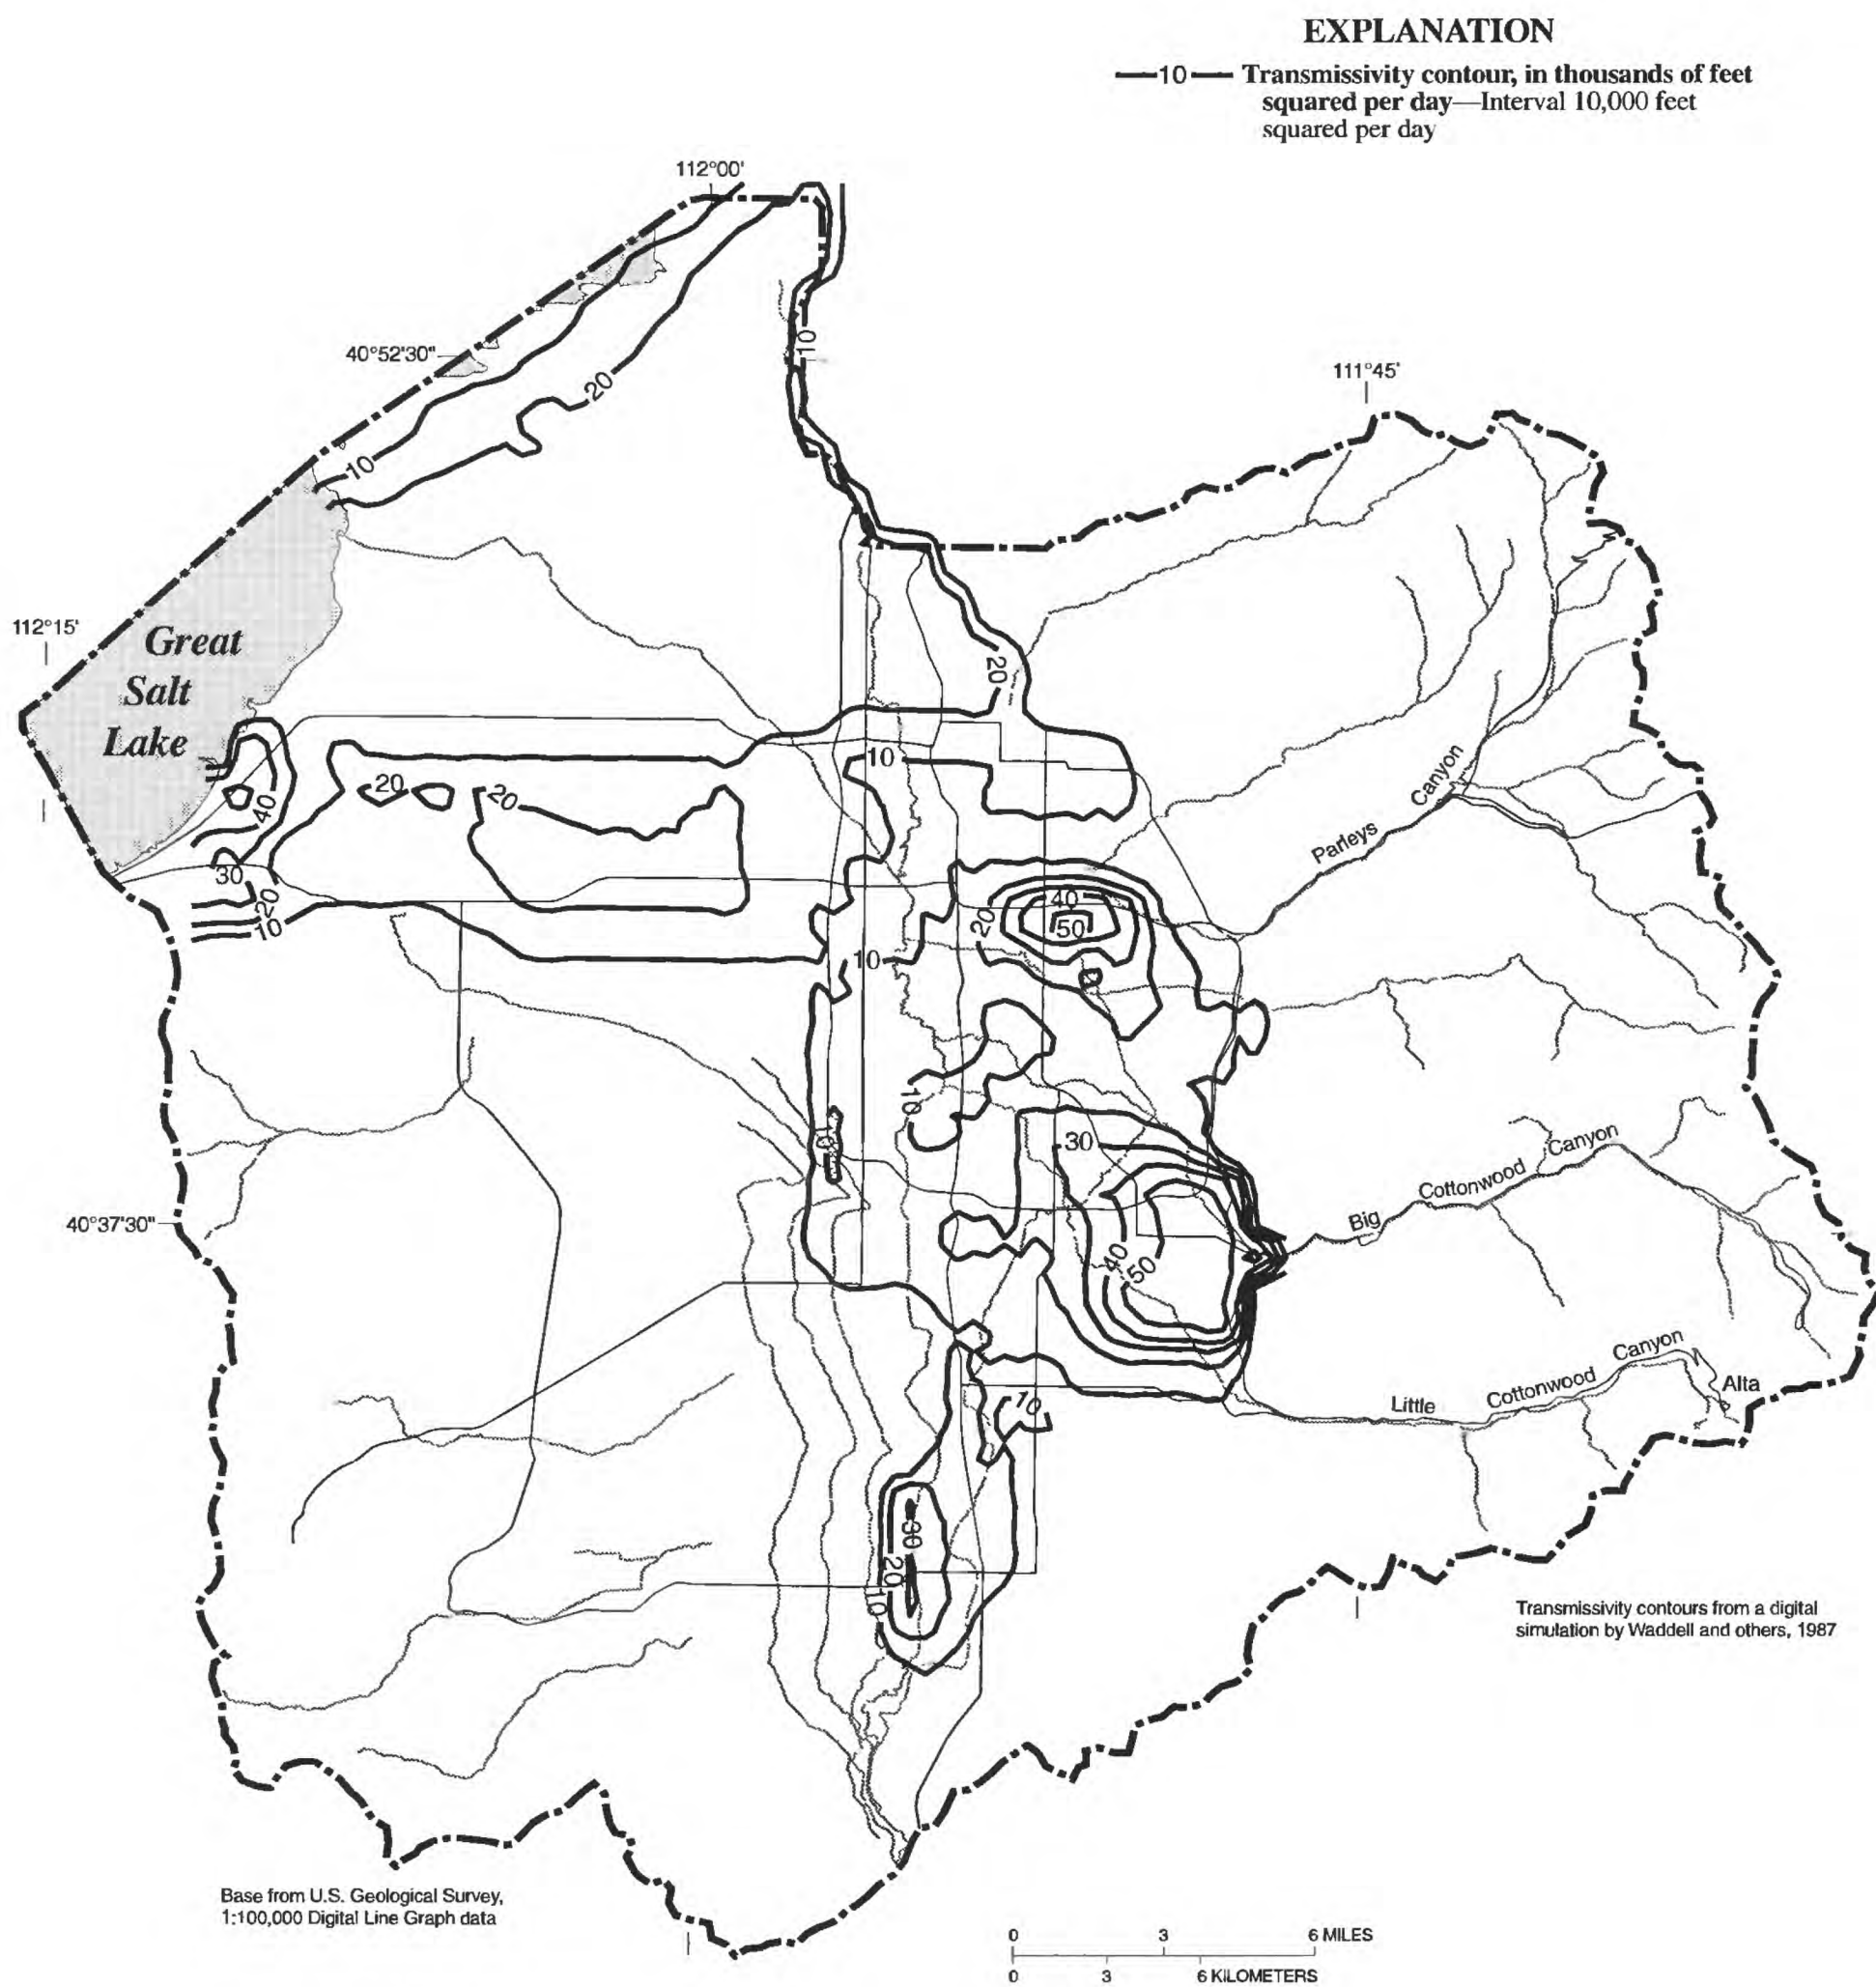 EXPLANATION
10 Transmissivity contour, in thousands of feet
squared per day—Interval 10,000 feet
squared per day
112°00'
40°52'30"
111°45'
10
20
10
112°15'
Great
Salt
Lake
20
10
20
20
40
Canyon
Parleys
30
40
20
50
20
10
10
10
10
30
Canyon
Cottonwood
Big
40°37'30"
40
50
Canyon
Alta
Cottonwood
Little
10
30
20
10
Transmissivity contours from a digital
simulation by Waddell and others, 1987
Base from U.S. Geological Survey,
1:100,000 Digital Line Graph data
0 3 6 MILES
0 3 6 KILOMETERS